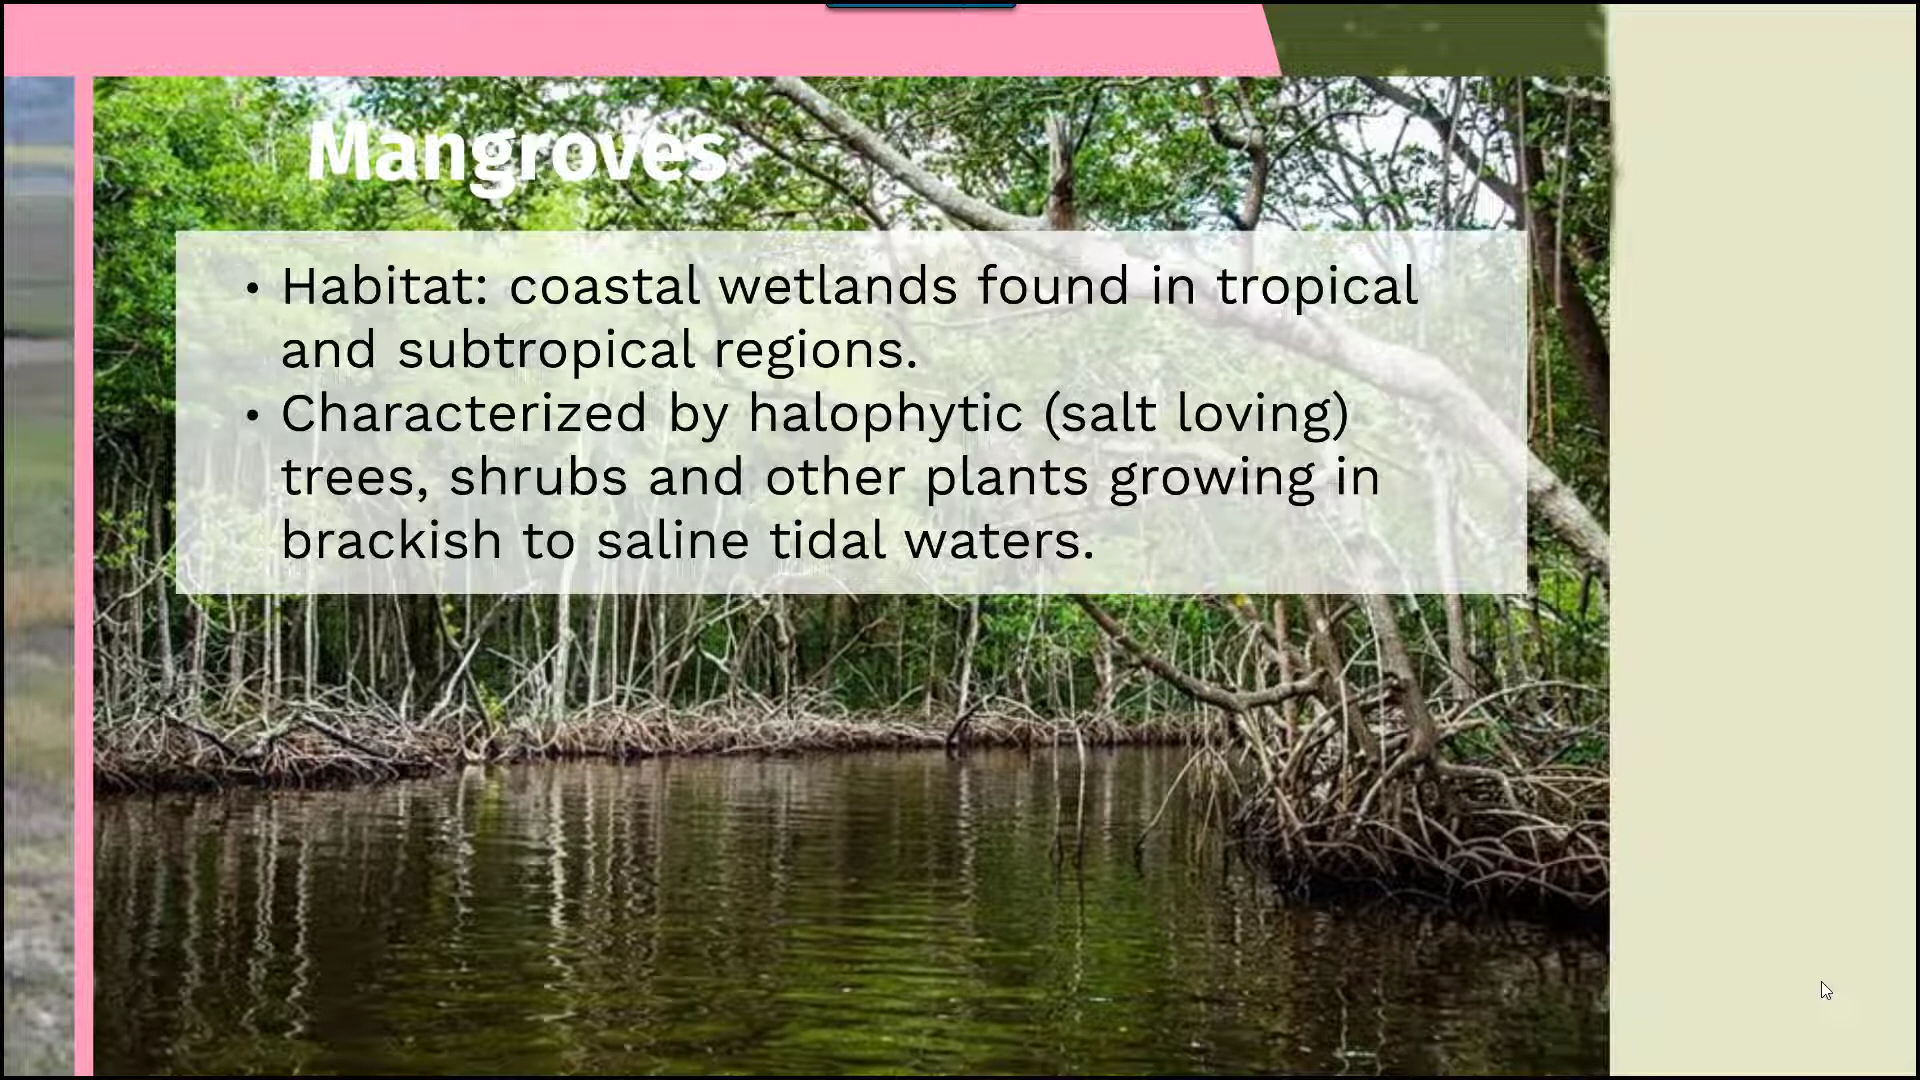 Mangroves
• Habitat: coastal wetlands found in tropical
and subtropical regions.
• Characterized by halophytic (salt loving)
trees, shrubs and other plants growing in
brackish to saline tidal waters.